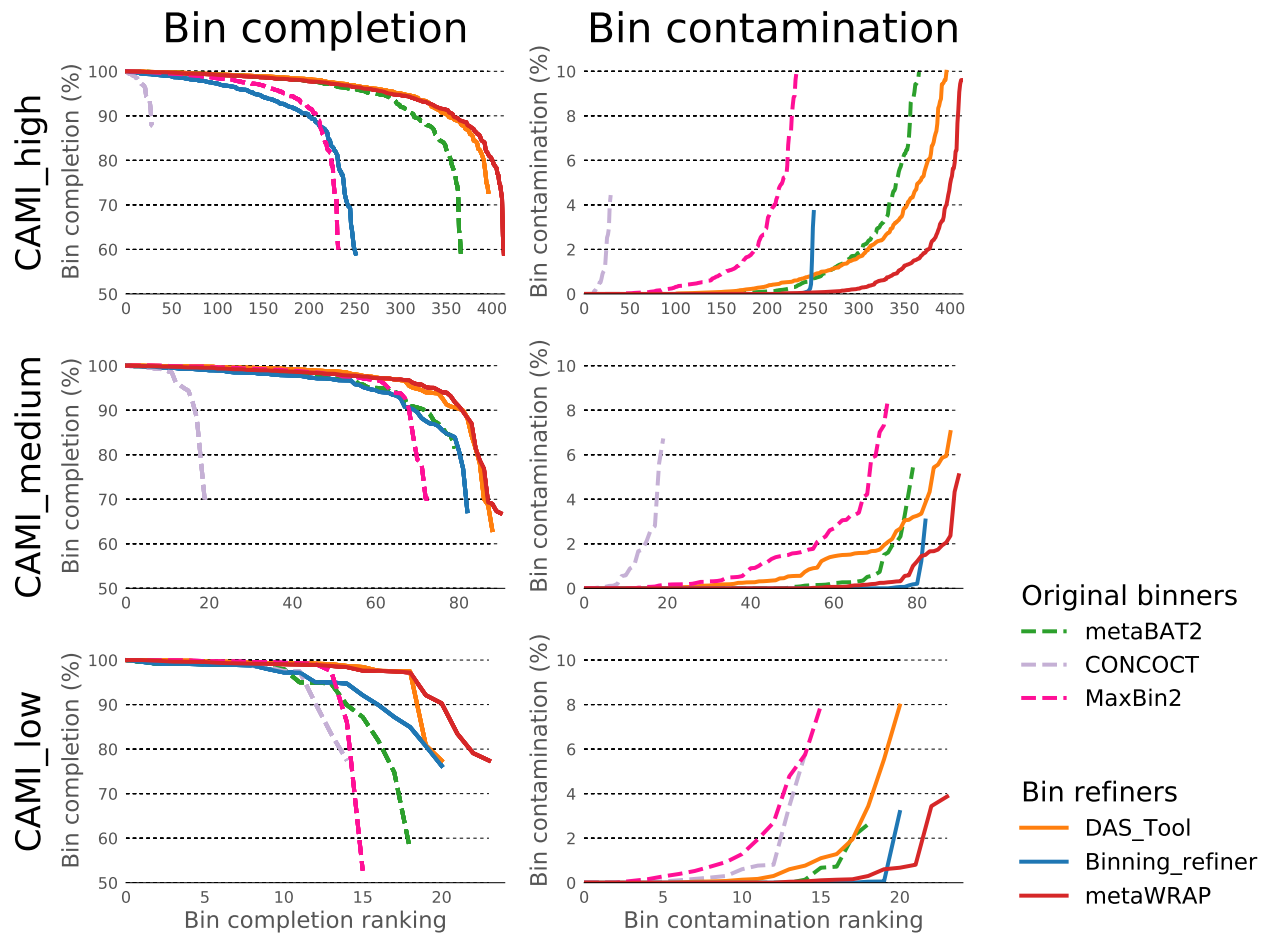 Bin completion
Bin contamination
CAMI_high
Bin completion (%)
100
90
80
70
60
50
0 50 100 150 200 250 300 350 400
Bin contamination (%)
10
8
6
4
2
0
0 50 100 150 200 250 300 350 400
CAMI_medium
Bin completion (%)
100
90
80
70
60
50
0 20 40 60 80
Bin contamination (%)
10
8
6
4
2
0
0 20 40 60 80
CAMI_low
Bin completion (%)
100
90
80
70
60
50
0 5 10 15 20
Bin completion ranking
Bin contamination (%)
10
8
6
4
2
0
0 5 10 15 20
Bin contamination ranking
Original binners
metaBAT2
CONCOCT
MaxBin2
Bin refiners
DAS_Tool
Binning_refiner
metaWRAP